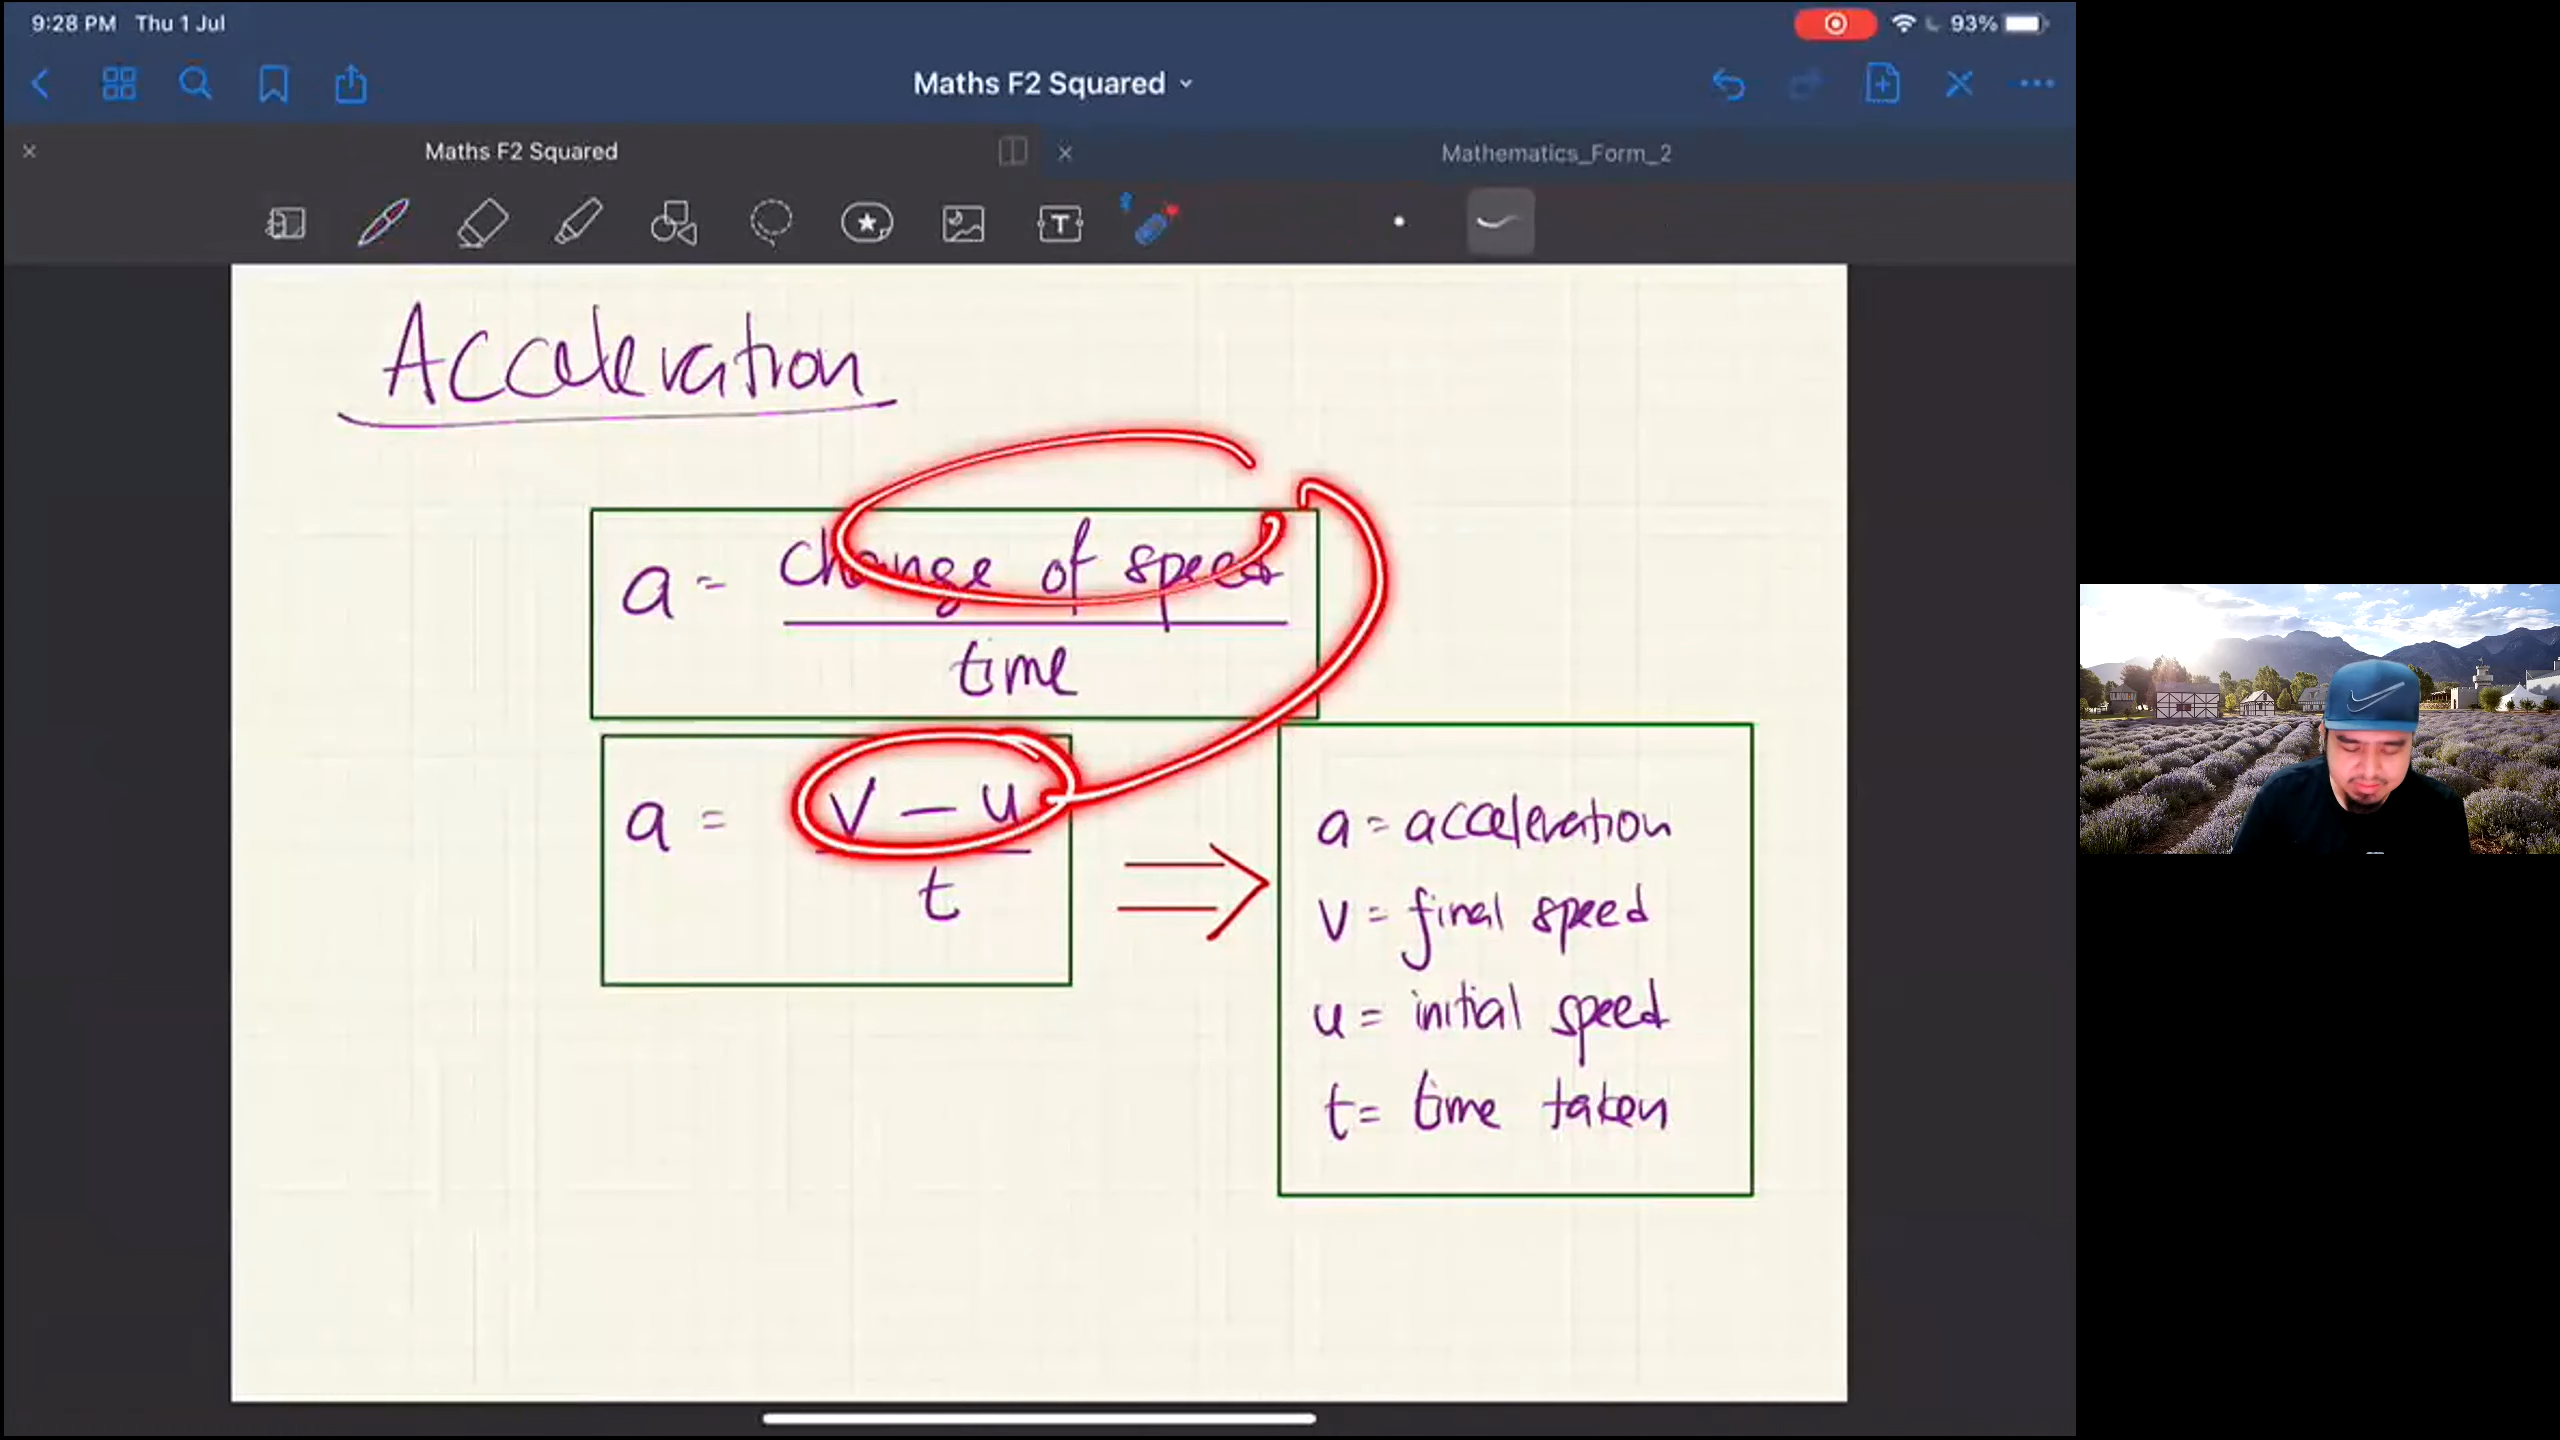 9:28 PM Thu 1 Jul
93%
Maths F2 Squared
Maths F2 Squared
Mathematics_Form_2
T
Acceleration
a = change of speed
time
a = v - u
t
a = acceleration
v = final speed
u = initial speed
t = time taken